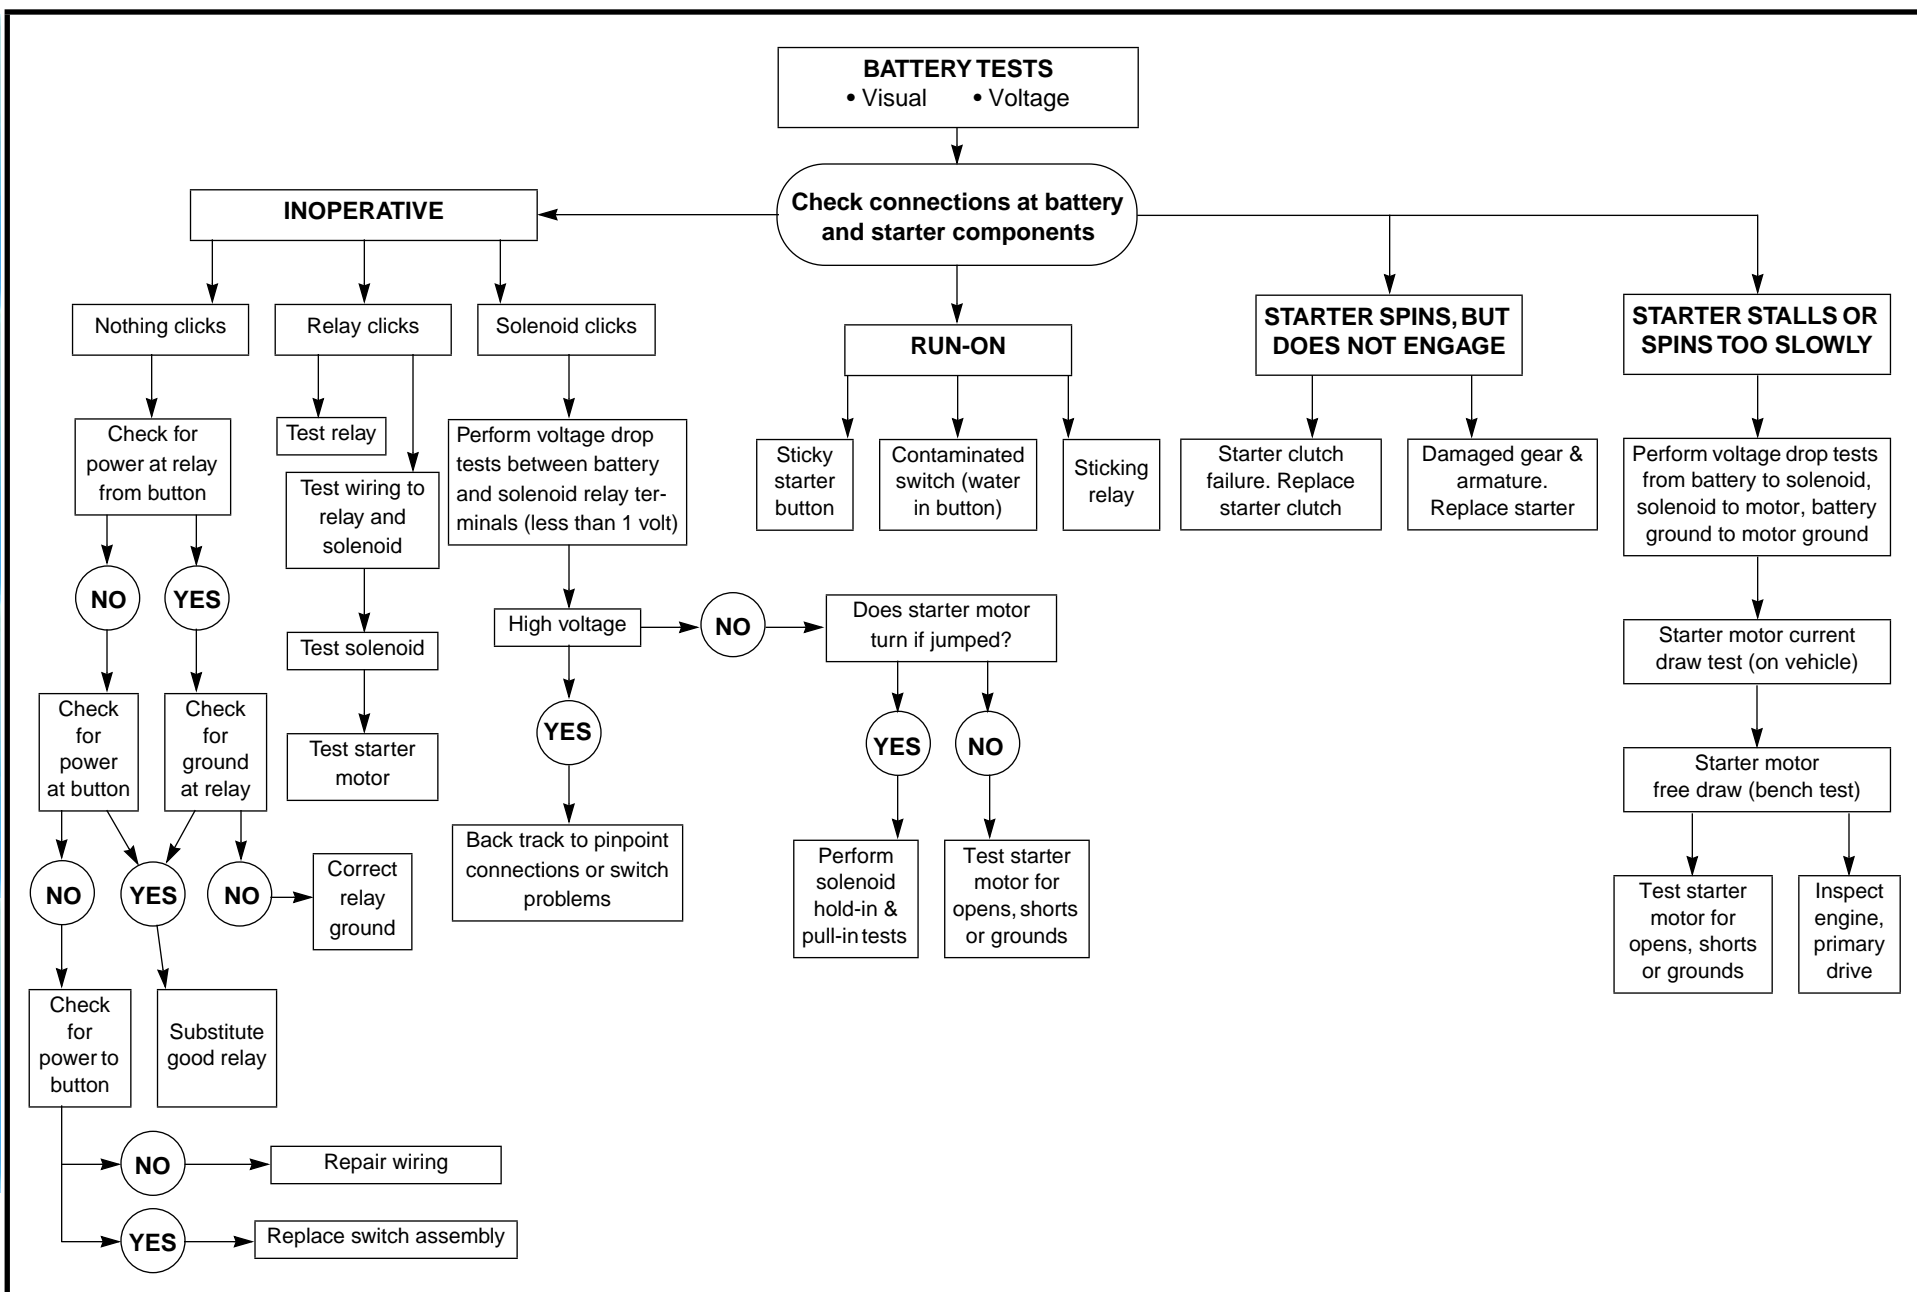 BATTERY TESTS
• Visual • Voltage
Check connections at battery
and starter components
INOPERATIVE
Nothing clicks
Relay clicks
Solenoid clicks
RUN-ON
STARTER SPINS, BUT
DOES NOT ENGAGE
STARTER STALLS OR
SPINS TOO SLOWLY
Check for
power at relay
from button
Test relay
Test wiring to
relay and
solenoid
Perform voltage drop
tests between battery
and solenoid relay ter-
minals (less than 1 volt)
Sticky
starter
button
Contaminated
switch (water
in button)
Sticking
relay
Starter clutch
failure. Replace
starter clutch
Damaged gear &
armature.
Replace starter
Perform voltage drop tests
from battery to solenoid,
solenoid to motor, battery
ground to motor ground
NO
YES
Test solenoid
High voltage
NO
Does starter motor
turn if jumped?
Starter motor current
draw test (on vehicle)
Check
for
power
at button
Check
for
ground
at relay
Test starter
motor
YES
YES
NO
Starter motor
free draw (bench test)
NO
YES
NO
Correct
relay
ground
Back track to pinpoint
connections or switch
problems
Perform
solenoid
hold-in &
pull-in tests
Test starter
motor for
opens, shorts
or grounds
Test starter
motor for
opens, shorts
or grounds
Inspect
engine,
primary
drive
Check
for
power to
button
Substitute
good relay
NO
Repair wiring
YES
Replace switch assembly